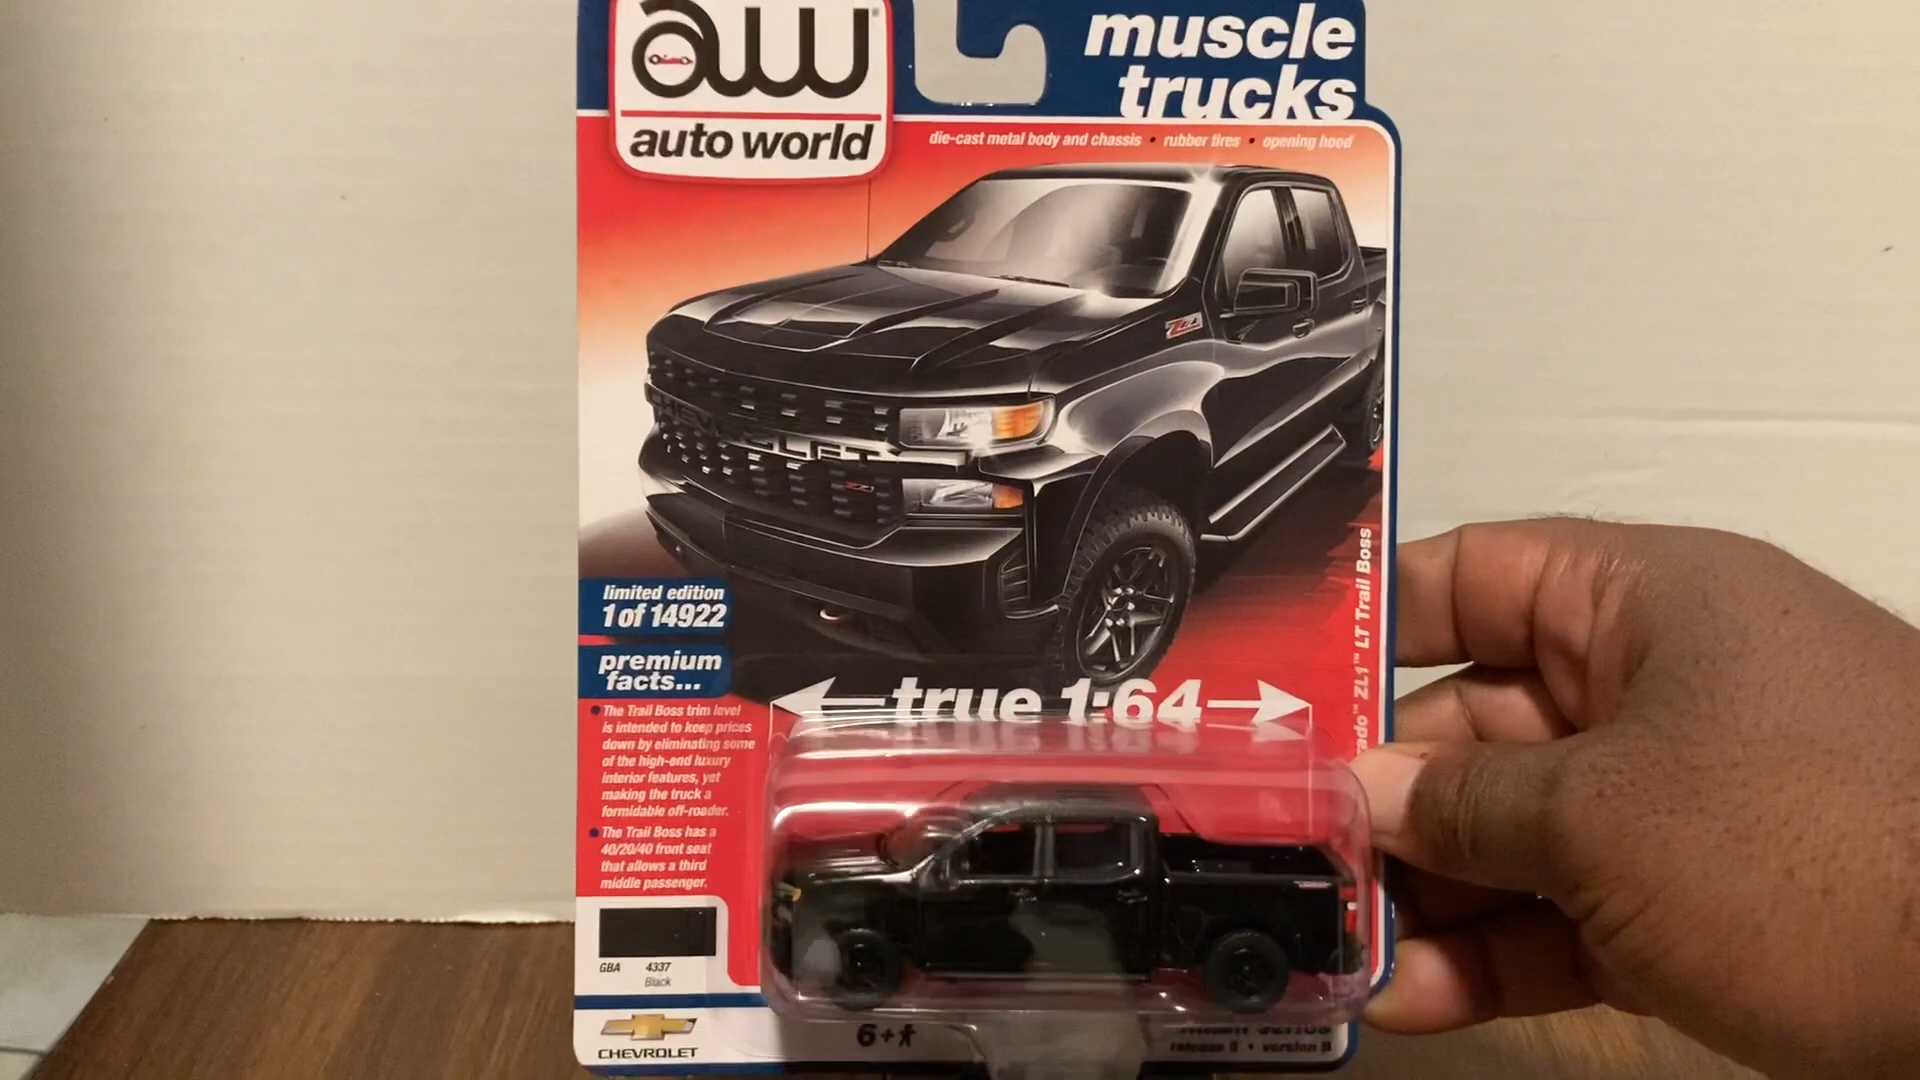 aw
auto world
muscle
trucks
die-cast metal body and chassis • rubber tires • opening hood
Z71
CHEVROLET
Z71
limited edition
1 of 14922
premium
facts...
true 1:64
• The Trail Boss trim level
is intended to keep prices
down by eliminating some
of the high-end luxury
interior features, yet
making the truck a
formidable off-roader.
• The Trail Boss has a
40/20/40 front seat
that allows a third
middle passenger.
ZL1™ LT Trail Boss
GBA 4337
Black
CHEVROLET
6+